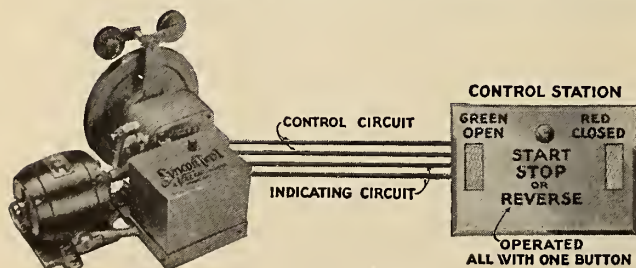 CONTROL STATION
GREEN OPEN
RED CLOSED
START
STOP
OR
REVERSE
OPERATED
ALL WITH ONE BUTTON
CONTROL CIRCUIT
INDICATING CIRCUIT